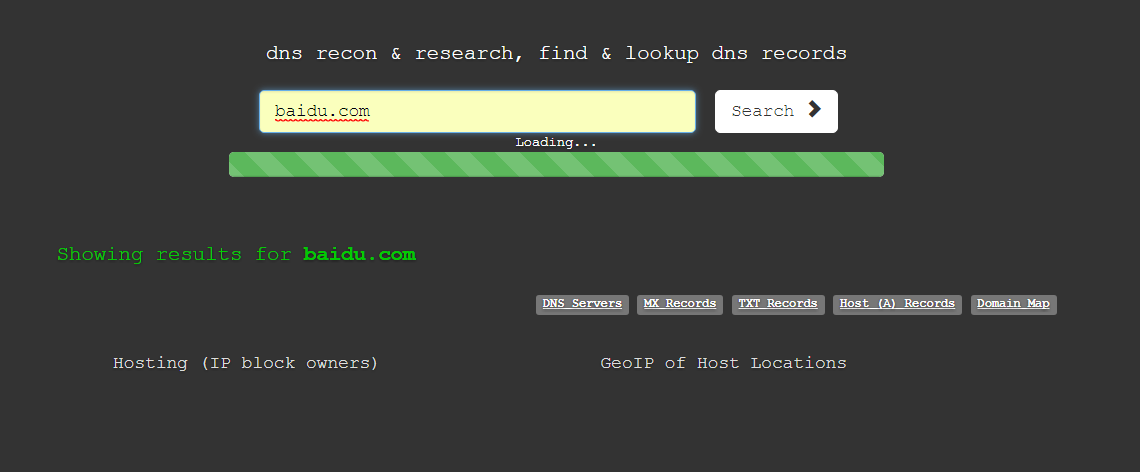 dns recon & research, find & lookup dns records
baidu.com
Search
Loading...
Showing results for baidu.com
DNS Servers MX Records TXT Records Host (A) Records Domain Map
Hosting (IP block owners) GeoIP of Host Locations